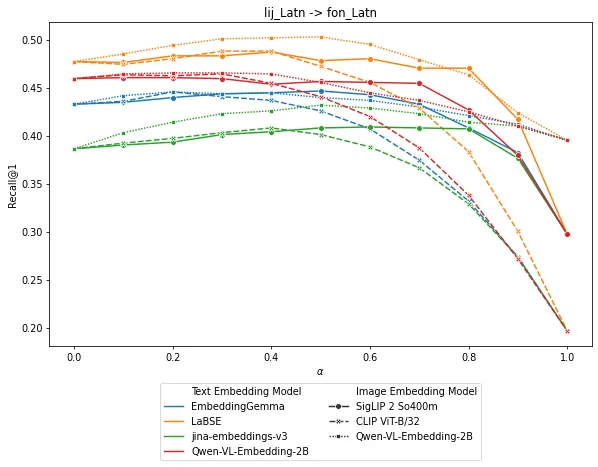 lij_Latn -> fon_Latn
Recall@1
0.50
0.45
0.40
0.35
0.30
0.25
0.20
0.0
0.2
0.4
0.6
0.8
1.0
α
Text Embedding Model
EmbeddingGemma
LaBSE
jina-embeddings-v3
Qwen-VL-Embedding-2B
Image Embedding Model
SigLIP 2 So400m
CLIP ViT-B/32
Qwen-VL-Embedding-2B